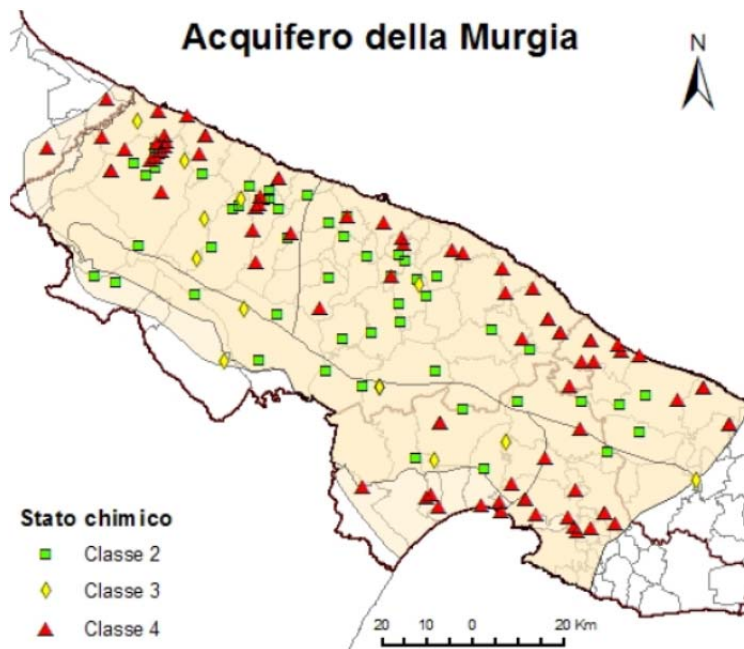 Acquifero della Murgia
N
Stato chimico
Classe 2
Classe 3
Classe 4
20 10 0 20 Km